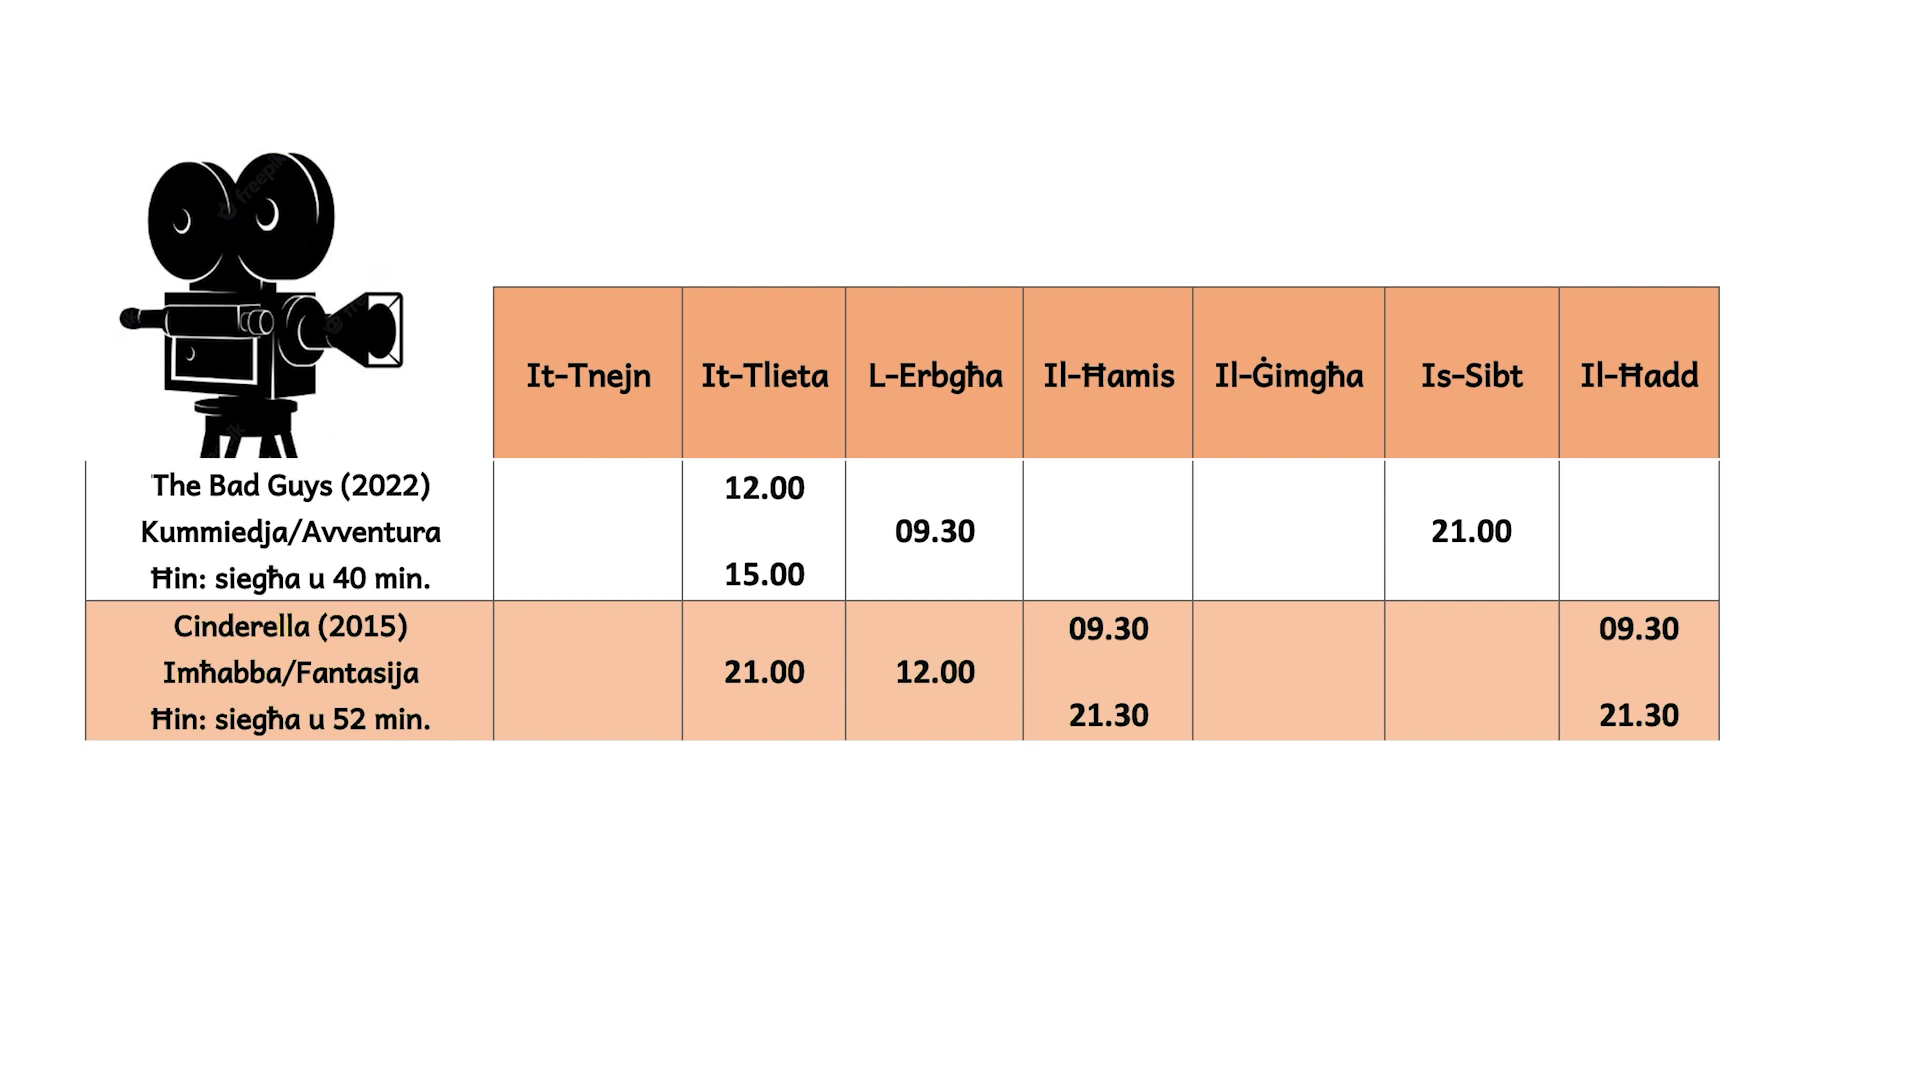 It-Tnejn It-Tlieta L-Erbgħa Il-Ħamis Il-Ġimgħa Is-Sibt Il-Ħadd
The Bad Guys (2022) 12.00
Kummiedja/Avventura 09.30 21.00
Ħin: siegħa u 40 min. 15.00
Cinderella (2015) 09.30 09.30
Imħabba/Fantasija 21.00 12.00
Ħin: siegħa u 52 min. 21.30 21.30